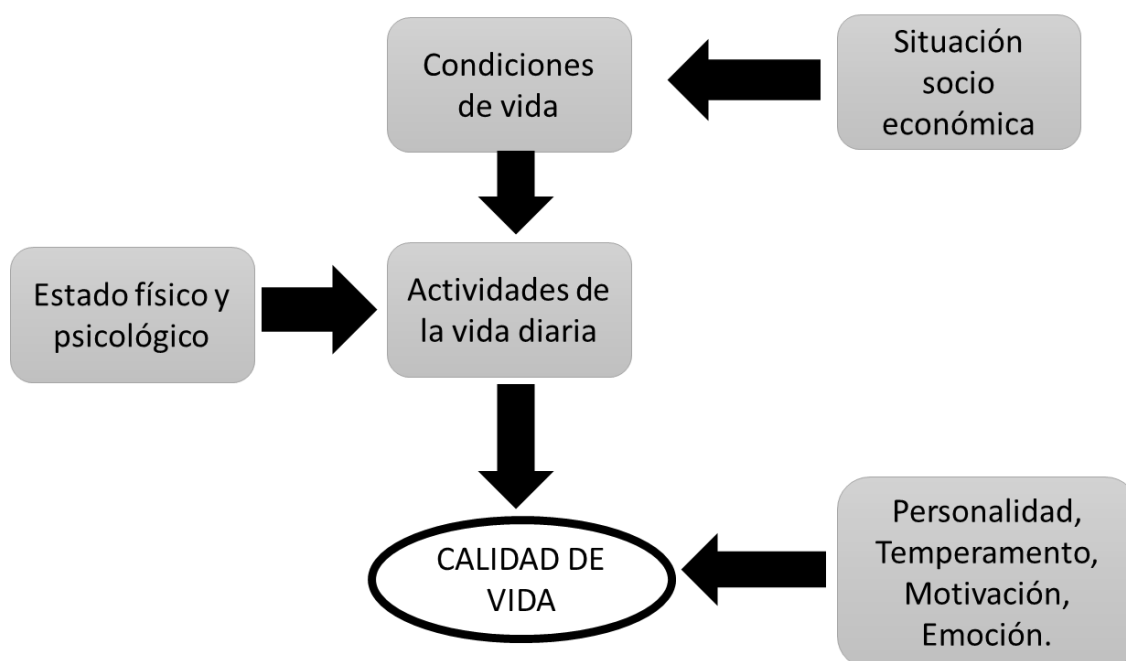 Condiciones
de vida
Situación
socio
económica
Estado físico y
psicológico
Actividades de
la vida diaria
CALIDAD DE
VIDA
Personalidad,
Temperamento,
Motivación,
Emoción.